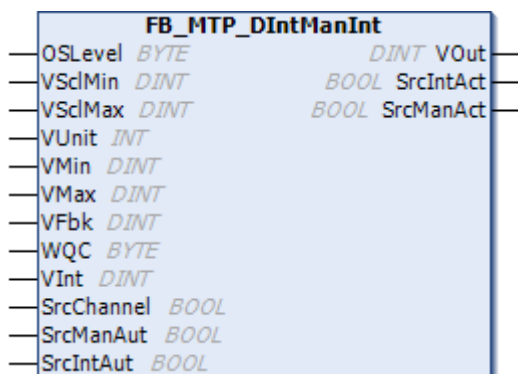 FB_MTP_DIntManInt
OSLevel BYTE DINT VOut
VSclMin DINT BOOL SrcIntAct
VSclMax DINT BOOL SrcManAct
VUnit INT
VMin DINT
VMax DINT
VFbk DINT
WQC BYTE
VInt DINT
SrcChannel BOOL
SrcManAut BOOL
SrcIntAut BOOL